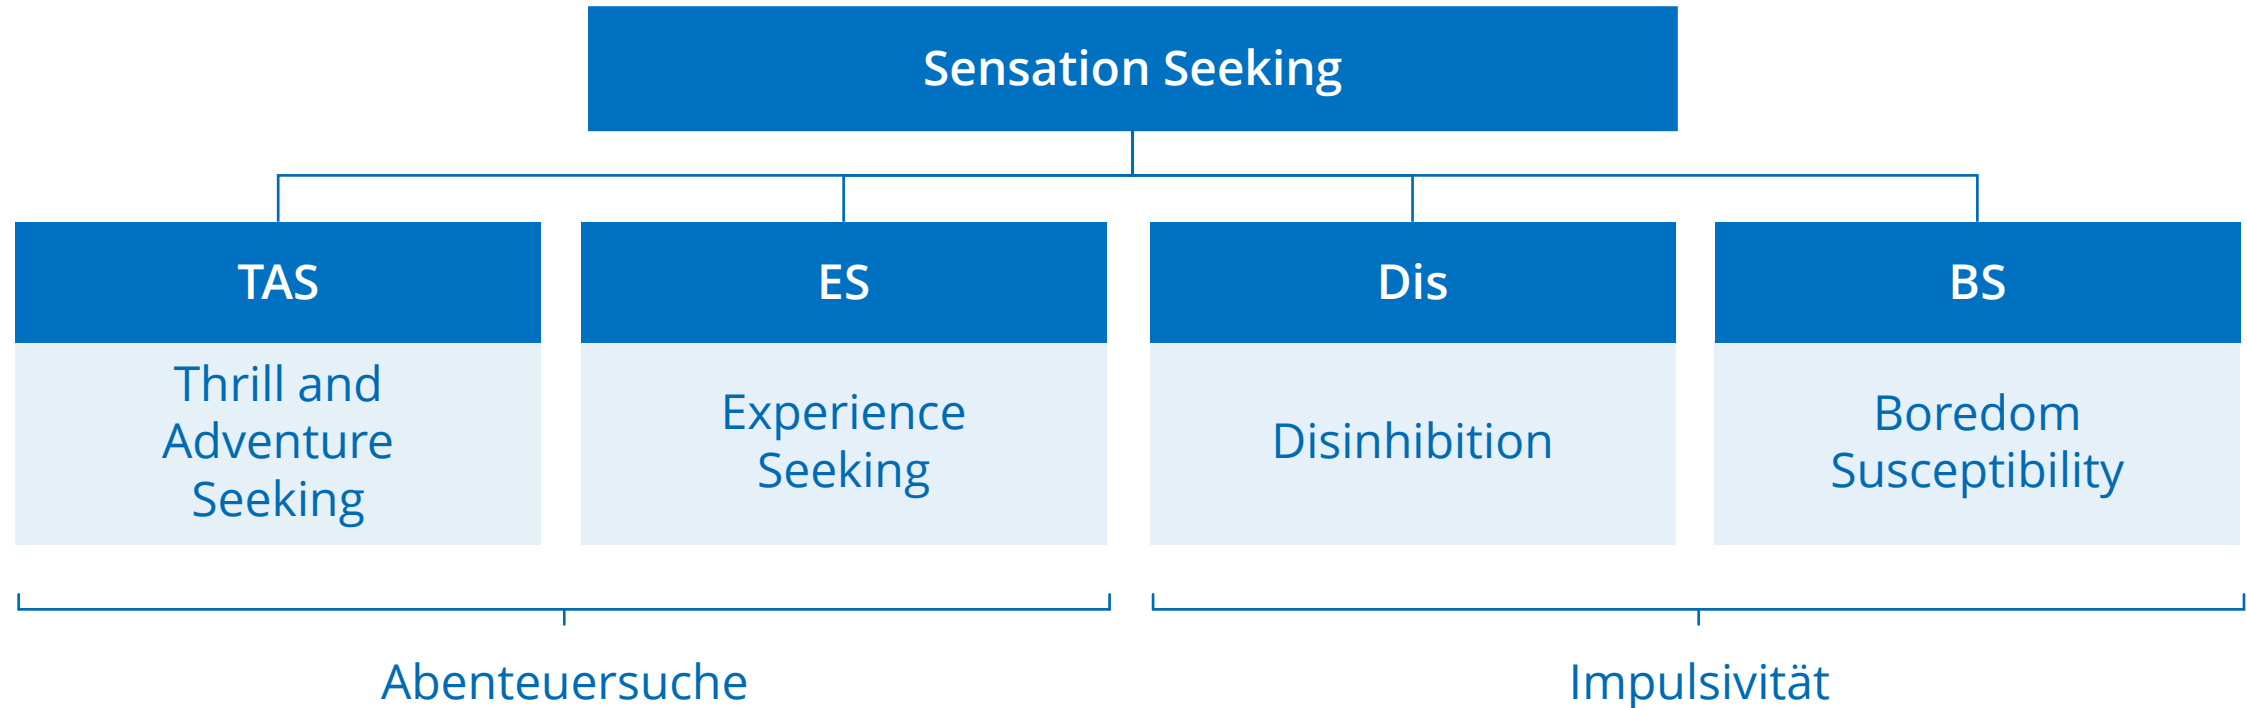 Sensation Seeking
TAS
Thrill and
Adventure
Seeking
ES
Experience
Seeking
Dis
Disinhibition
BS
Boredom
Susceptibility
Abenteuersuche
Impulsivität